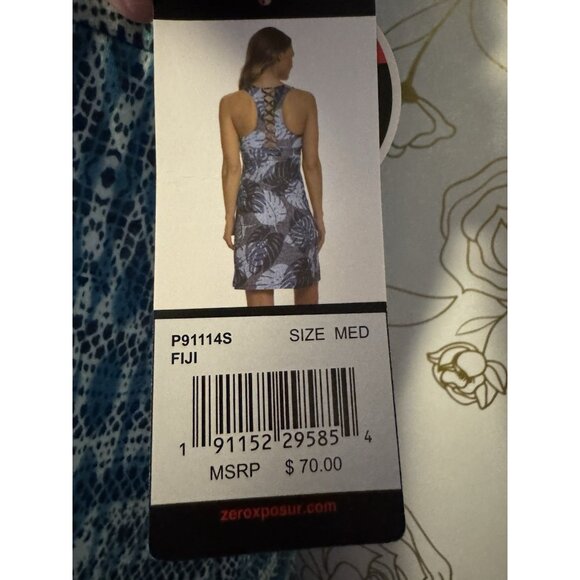 P91114S SIZE MED
FIJI
1 91152 29585 4
MSRP $ 70.00
zeroxposur.com